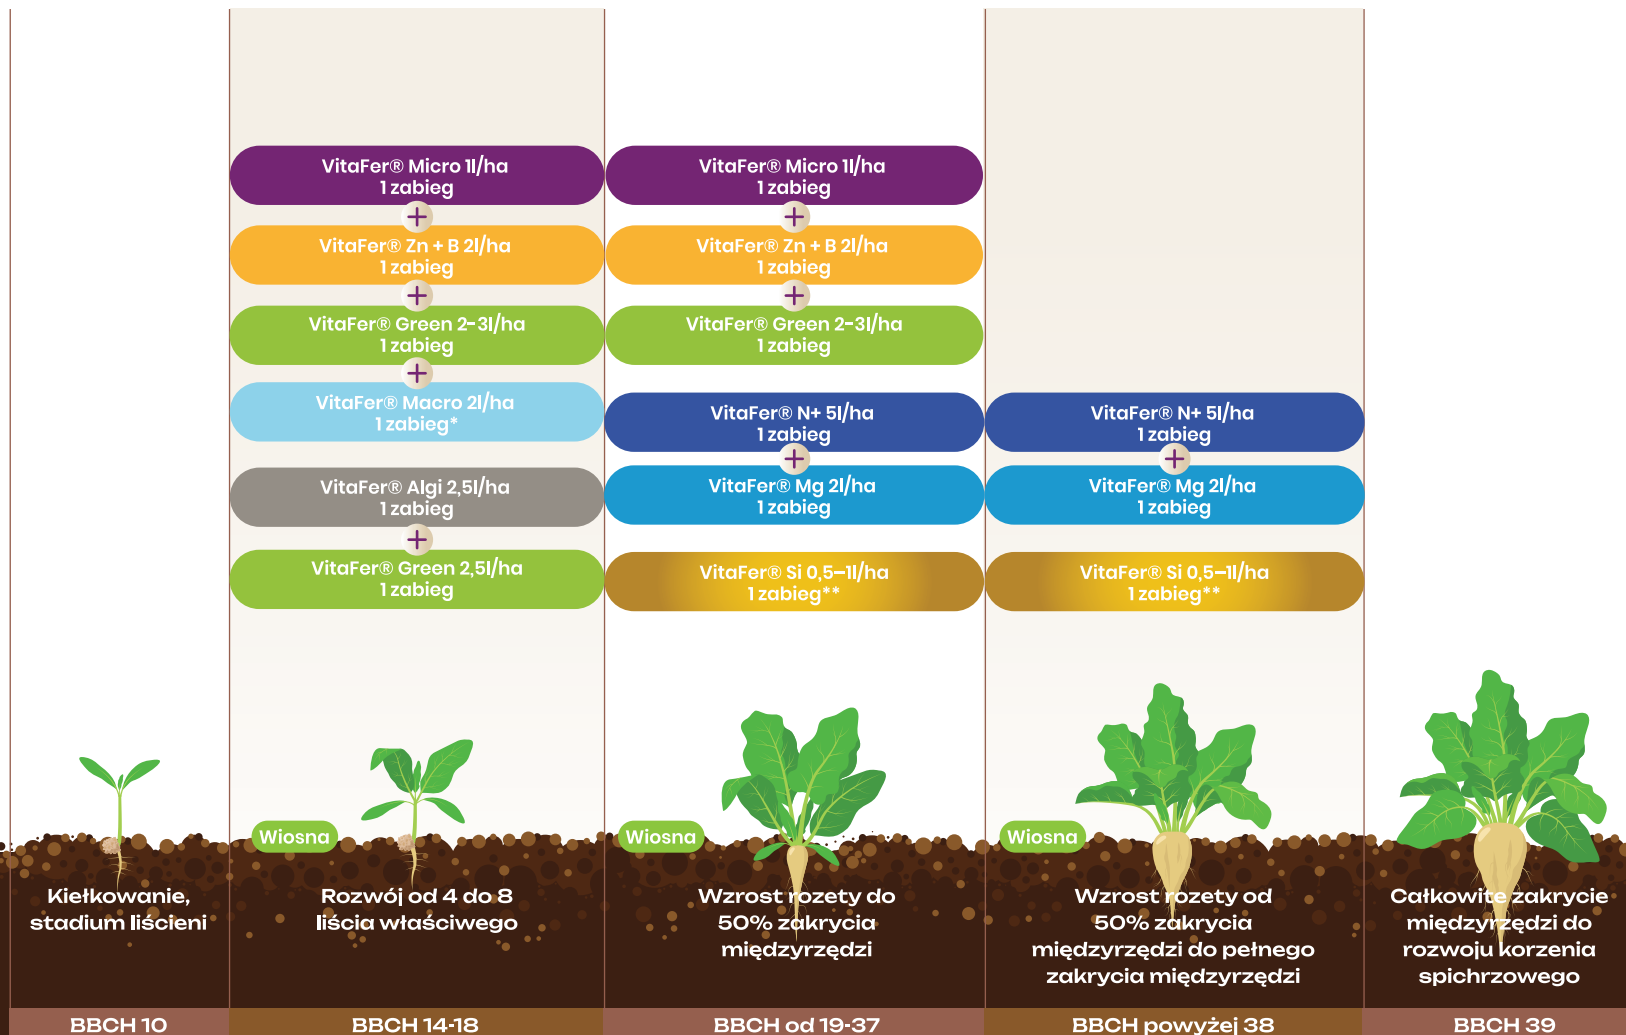 VitaFer® Micro 1l/ha
1 zabieg
+
VitaFer® Zn + B 2l/ha
1 zabieg
+
VitaFer® Green 2-3l/ha
1 zabieg
+
VitaFer® Macro 2l/ha
1 zabieg*
VitaFer® Algi 2,5l/ha
1 zabieg
+
VitaFer® Green 2,5l/ha
1 zabieg
VitaFer® Micro 1l/ha
1 zabieg
+
VitaFer® Zn + B 2l/ha
1 zabieg
+
VitaFer® Green 2-3l/ha
1 zabieg
VitaFer® N+ 5l/ha
1 zabieg
+
VitaFer® Mg 2l/ha
1 zabieg
VitaFer® Si 0,5–1l/ha
1 zabieg**
VitaFer® N+ 5l/ha
1 zabieg
+
VitaFer® Mg 2l/ha
1 zabieg
VitaFer® Si 0,5–1l/ha
1 zabieg**
Kiełkowanie,
stadium liścieni
BBCH 10
Wiosna
Rozwój od 4 do 8
liścia właściwego
BBCH 14-18
Wiosna
Wzrost rozety do
50% zakrycia
międzyrzędzi
BBCH od 19-37
Wiosna
Wzrost rozety od
50% zakrycia
międzyrzędzi do pełnego
zakrycia międzyrzędzi
BBCH powyżej 38
Całkowite zakrycie
międzyrzędzi do
rozwoju korzenia
spichrzowego
BBCH 39